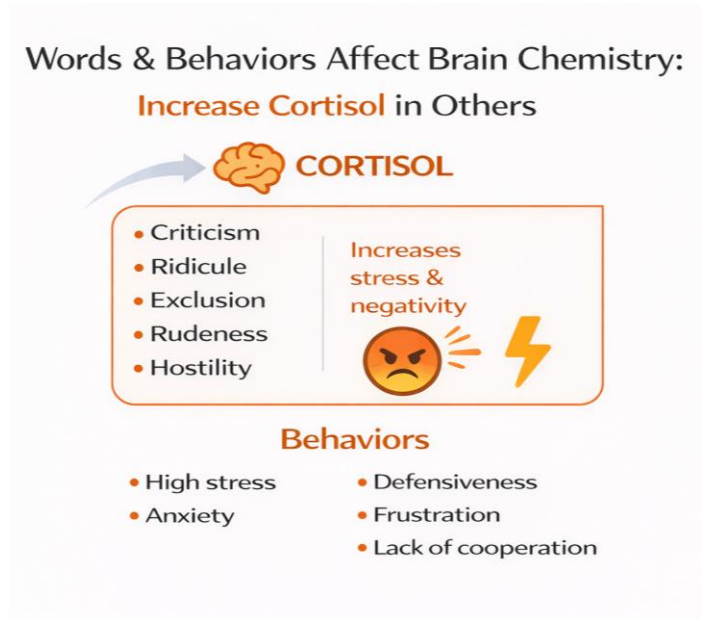 Words & Behaviors Affect Brain Chemistry:
Increase Cortisol in Others
CORTISOL
• Criticism
• Ridicule
• Exclusion
• Rudeness
• Hostility
Increases
stress &
negativity
Behaviors
• High stress
• Anxiety
• Defensiveness
• Frustration
• Lack of cooperation